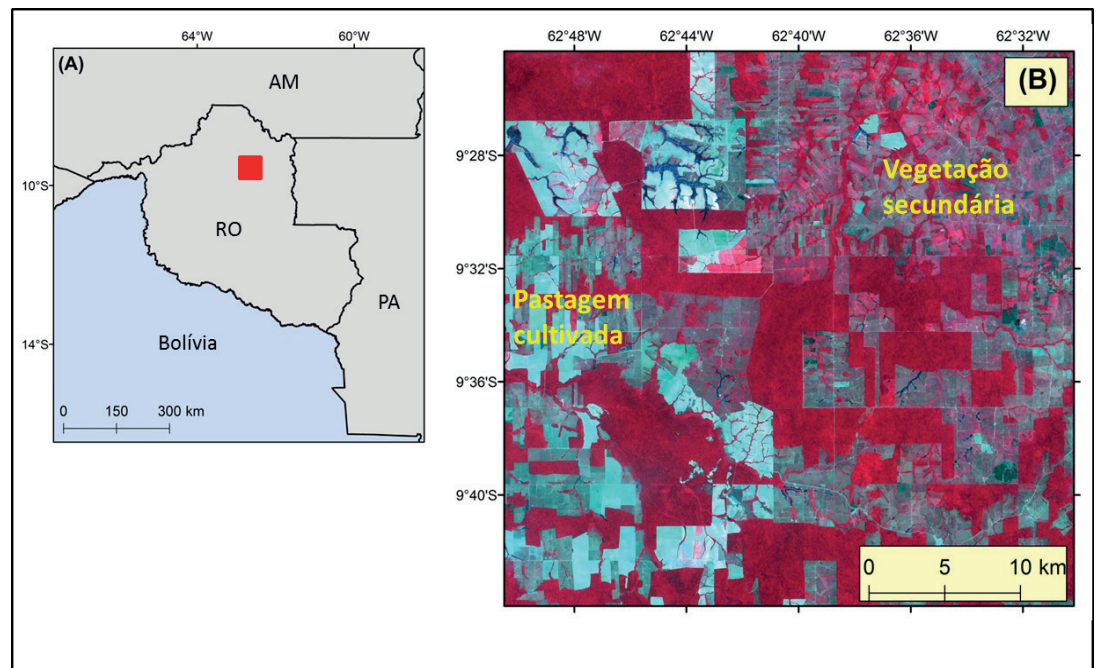 64°W 60°W
(A)
AM
10°S
RO
PA
14°S
Bolívia
0 150 300 km
62°48'W 62°44'W 62°40'W 62°36'W 62°32'W
(B)
9°28'S
Vegetação
secundária
9°32'S
Pastagem
cultivada
9°36'S
9°40'S
0 5 10 km